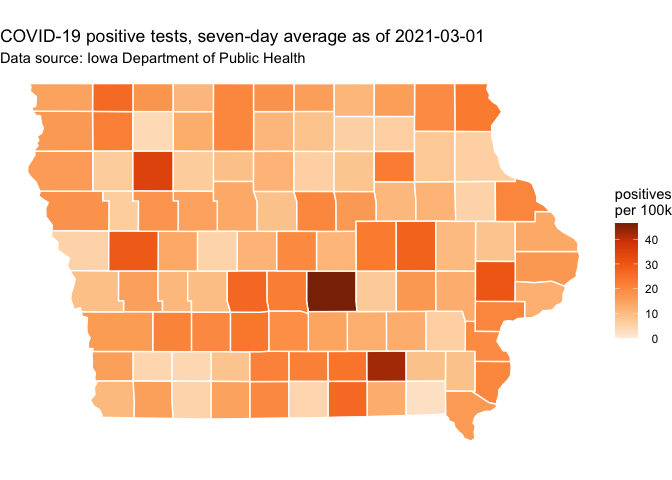 COVID-19 positive tests, seven-day average as of 2021-03-01
Data source: Iowa Department of Public Health
positives
per 100k
40
30
20
10
0